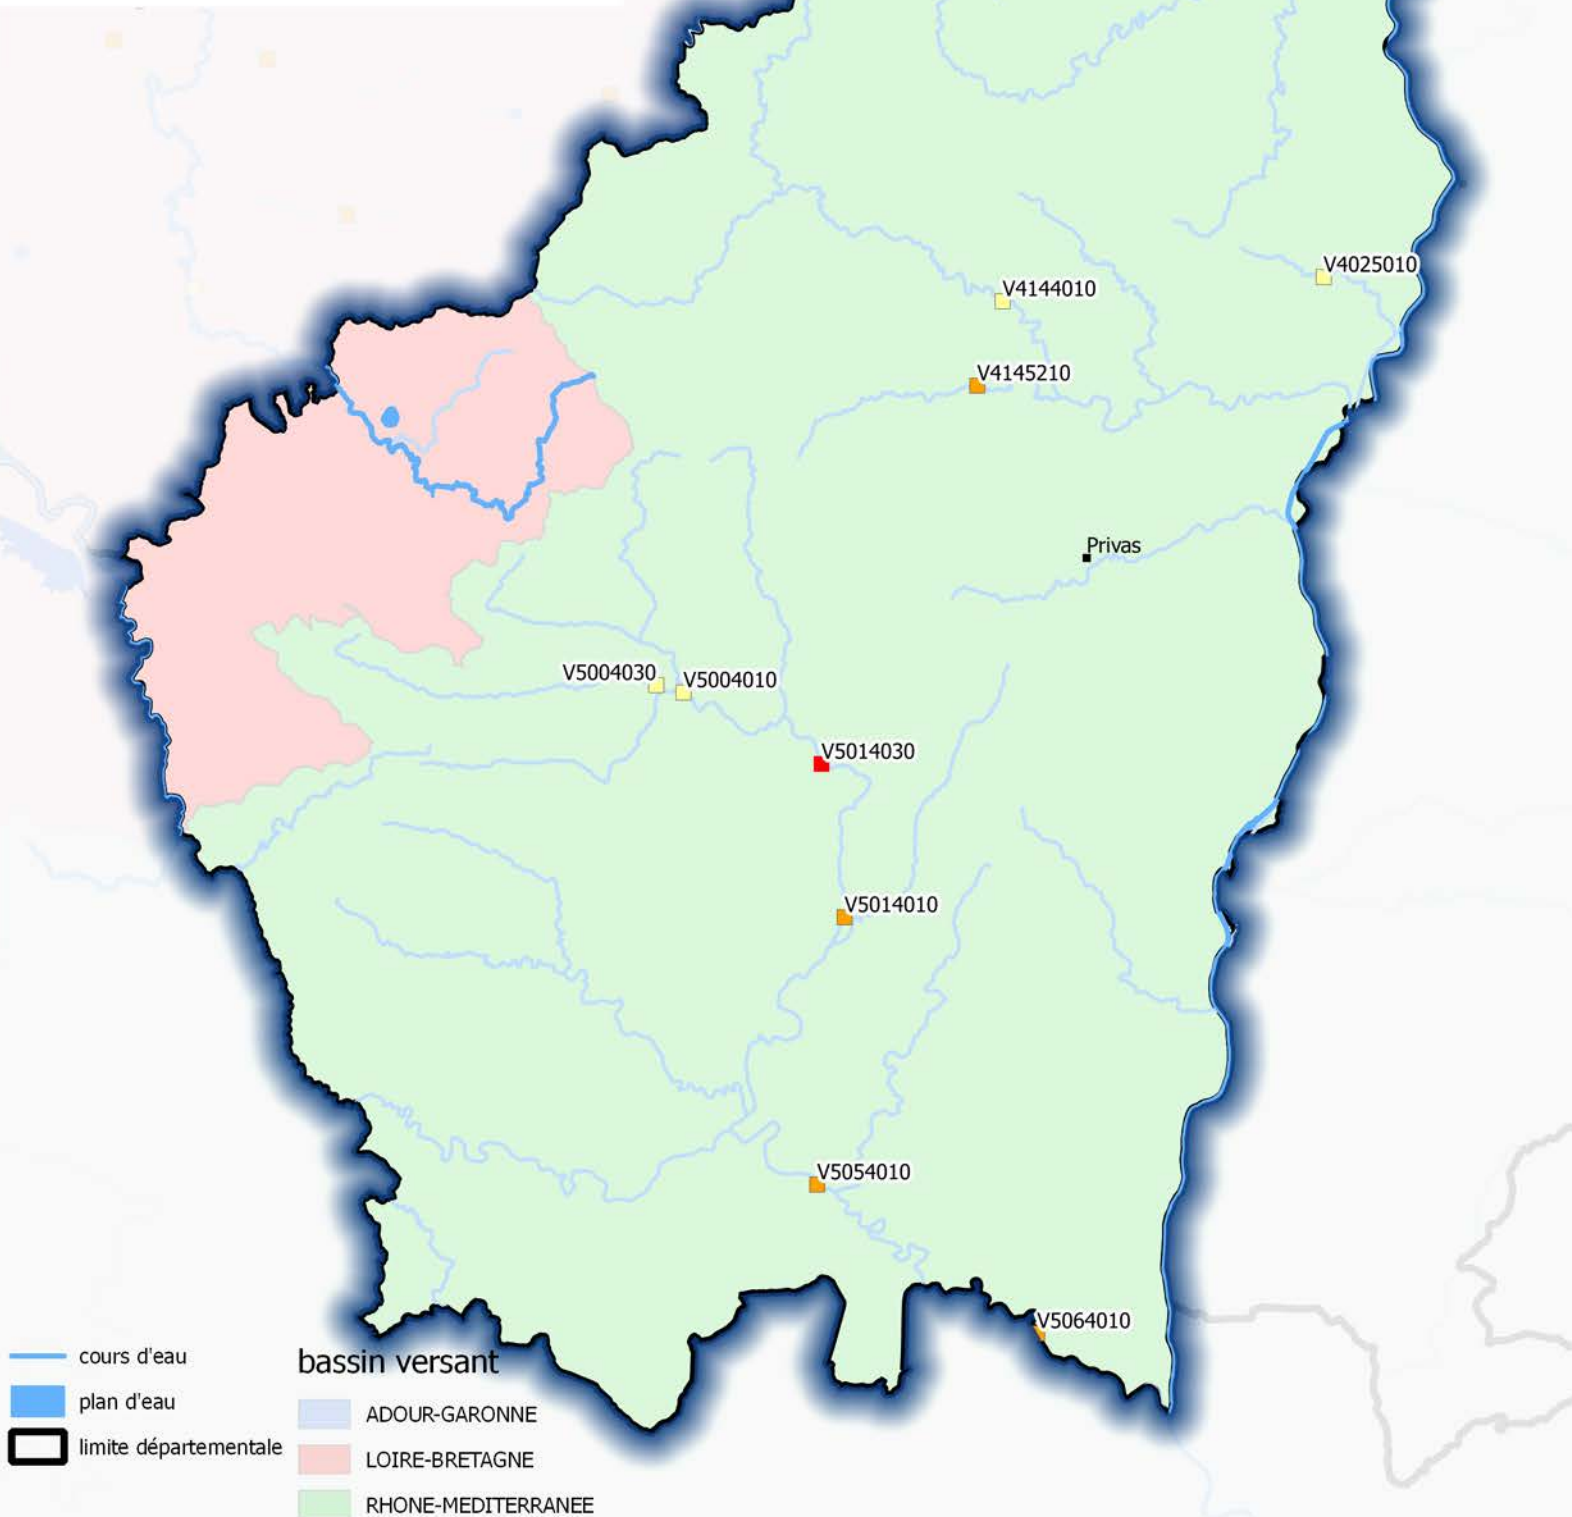 V4025010
V4144010
V4145210
Privas
V5004030
V5004010
V5014030
V5014010
V5054010
V5064010
cours d'eau
plan d'eau
limite départementale
bassin versant
ADOUR-GARONNE
LOIRE-BRETAGNE
RHONE-MEDITERRANEE